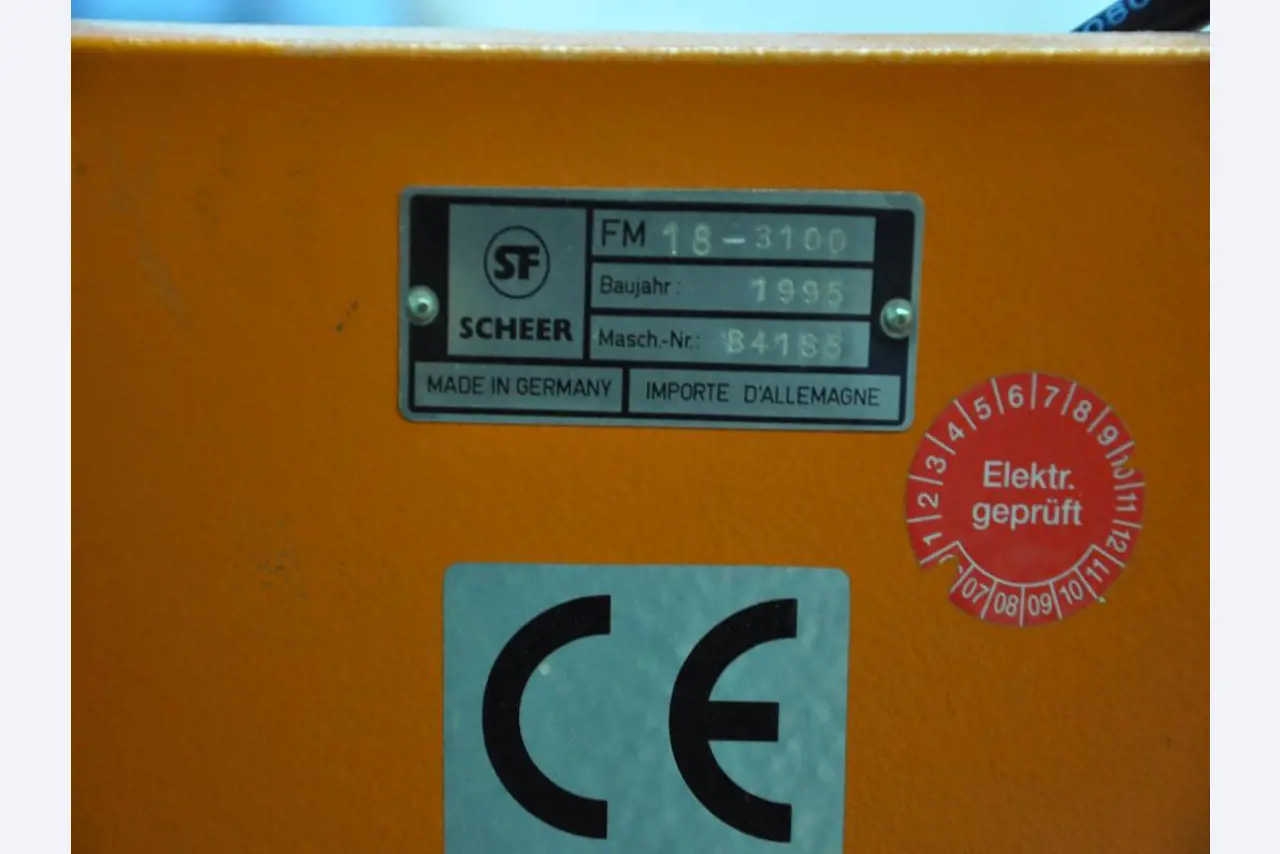 SF
SCHEER
FM 18-3100
Baujahr: 1995
Masch.-Nr.:
MADE IN GERMANY
IMPORTE D'ALLEMAGNE
1 2 3 4 5 6 7 8 9 10 11 12
Elektr.
geprüft
07 08 09 10 11
CE